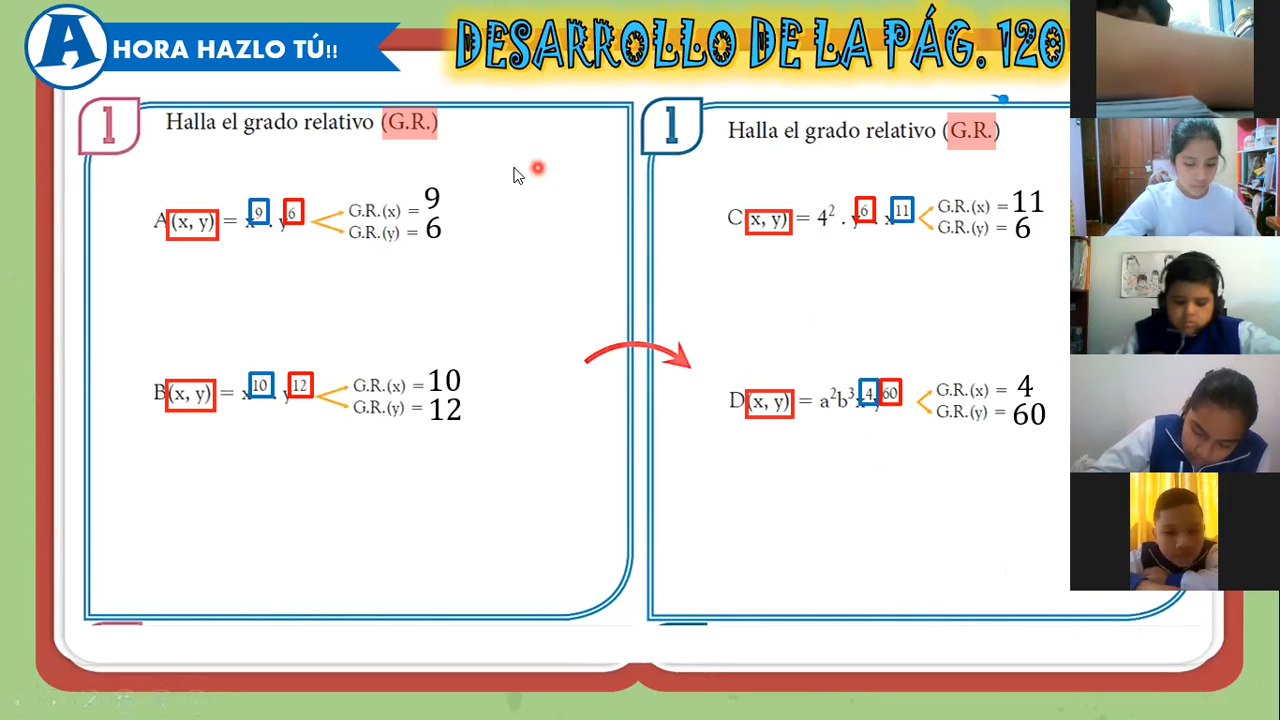 AHORA HAZLO TÚ!!
DESARROLLO DE LA PÁG. 120
1
Halla el grado relativo (G.R.)
A(x, y) = x⁹ . y⁶
G.R.(x) = 9
G.R.(y) = 6
B(x, y) = x¹⁰ . y¹²
G.R.(x) = 10
G.R.(y) = 12
1
Halla el grado relativo (G.R.)
C(x, y) = 4² . y⁶ . x¹¹
G.R.(x) = 11
G.R.(y) = 6
D(x, y) = a²b³x⁴y⁶⁰
G.R.(x) = 4
G.R.(y) = 60